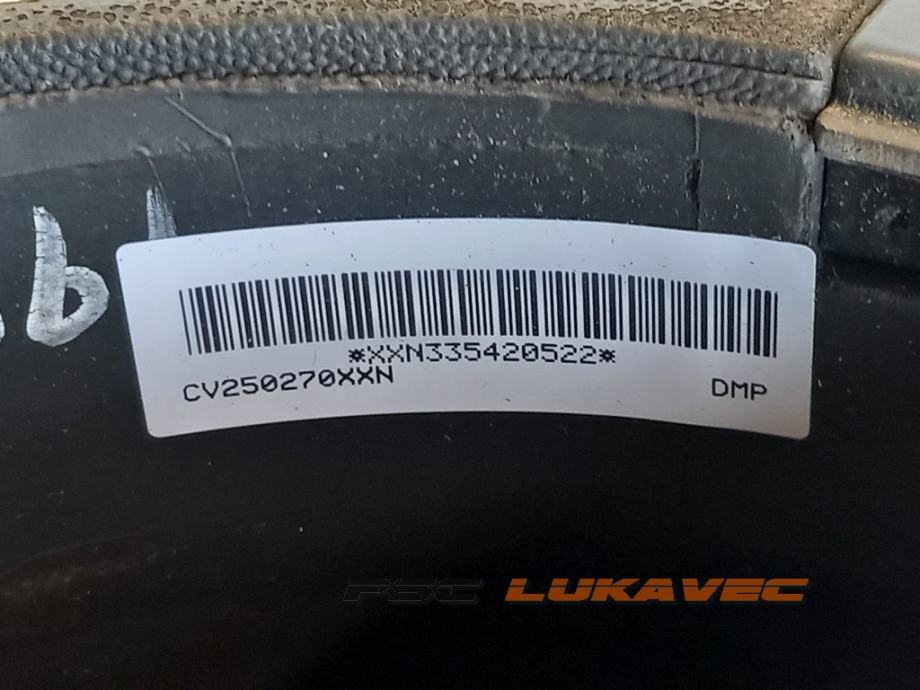 *XXN335420522*
CV250270XXN DMP
PSC LUKAVEC